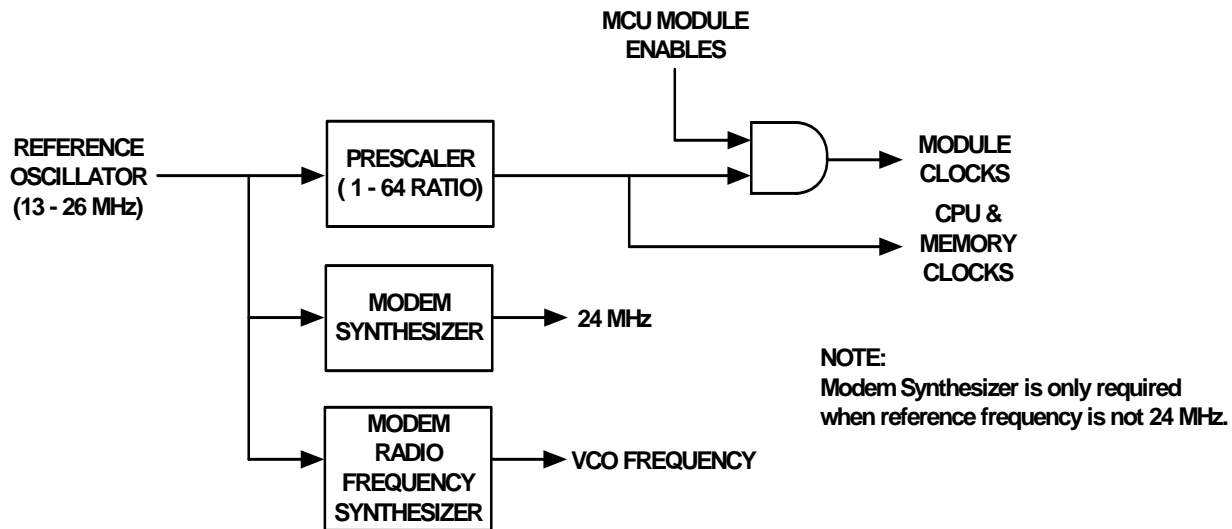 MCU MODULE
ENABLES
REFERENCE
OSCILLATOR
(13 - 26 MHz)
PRESCALER
( 1 - 64 RATIO)
MODULE
CLOCKS
CPU &
MEMORY
CLOCKS
MODEM
SYNTHESIZER
24 MHz
NOTE:
Modem Synthesizer is only required
when reference frequency is not 24 MHz.
MODEM
RADIO
FREQUENCY
SYNTHESIZER
VCO FREQUENCY